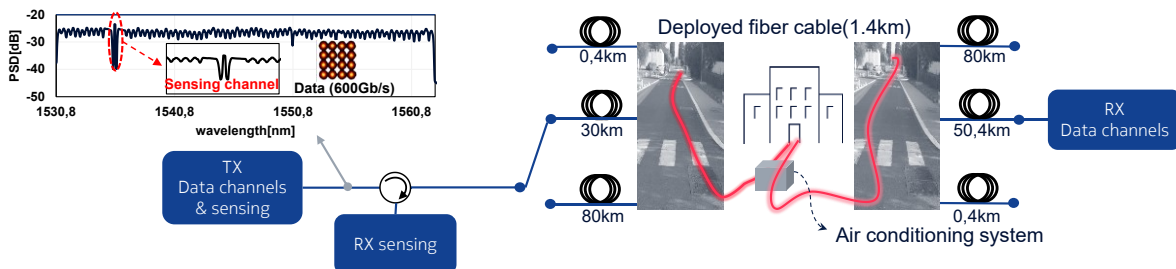 -20
-30
-40
-50
PSD[dB]
Sensing channel
Data (600Gb/s)
1530,8
1540,8
1550,8
1560,8
wavelength[nm]
TX
Data channels
& sensing
RX sensing
Deployed fiber cable(1.4km)
0,4km
30km
80km
Air conditioning system
80km
50,4km
0,4km
RX
Data channels